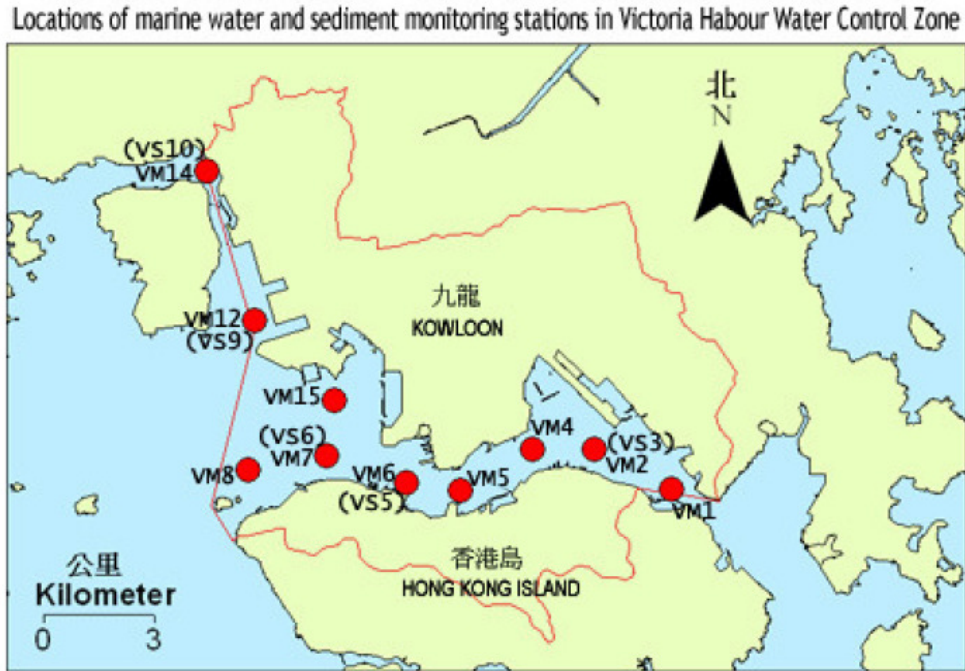 Locations of marine water and sediment monitoring stations in Victoria Habour Water Control Zone
北
N
(VS10)
VM14
九龍
KOWLOON
VM12
(VS9)
VM15
VM4
(VS6)
(VS3)
VM7
VM2
VM8
VM6
VM5
(VS5)
VM1
香港島
HONG KONG ISLAND
公里
Kilometer
0 3